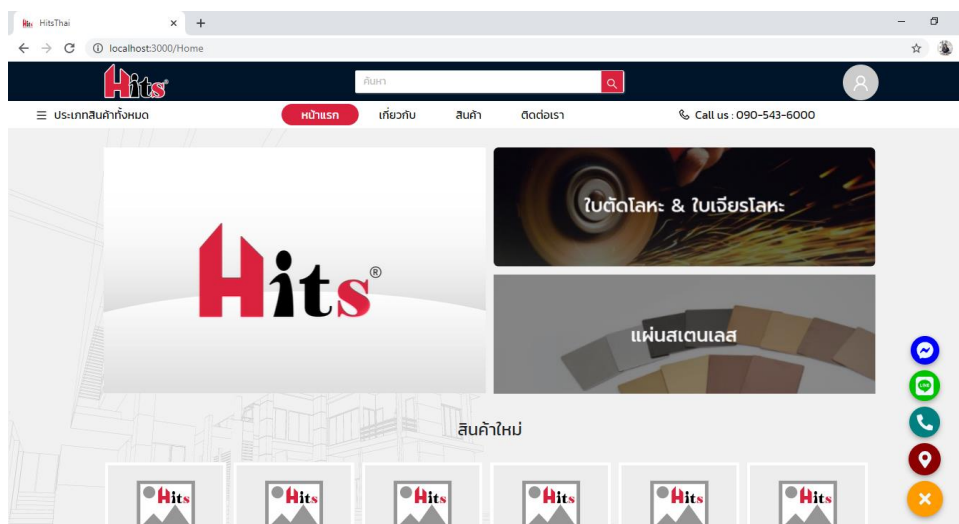 HitsThai
localhost:3000/Home
Hits
ค้นหา
ประเภทสินค้าทั้งหมด
หน้าแรก
เกี่ยวกับ
สินค้า
ติดต่อเรา
Call us : 090-543-6000
Hits®
ใบตัดโลหะ & ใบเจียรโลหะ
แผ่นสเตนเลส
LINE
สินค้าใหม่
Hits
Hits
Hits
Hits
Hits
Hits